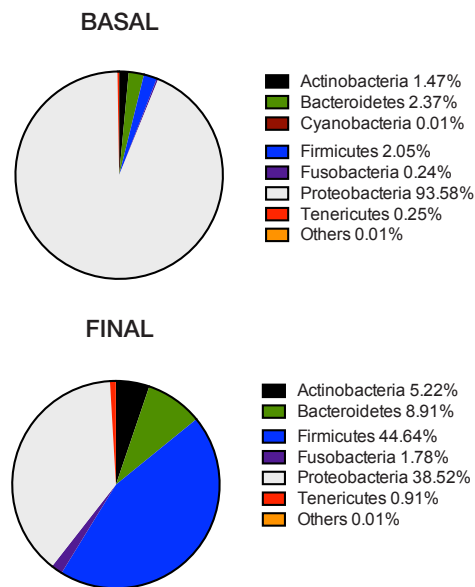 BASAL
Actinobacteria 1.47%
Bacteroidetes 2.37%
Cyanobacteria 0.01%
Firmicutes 2.05%
Fusobacteria 0.24%
Proteobacteria 93.58%
Tenericutes 0.25%
Others 0.01%
FINAL
Actinobacteria 5.22%
Bacteroidetes 8.91%
Firmicutes 44.64%
Fusobacteria 1.78%
Proteobacteria 38.52%
Tenericutes 0.91%
Others 0.01%